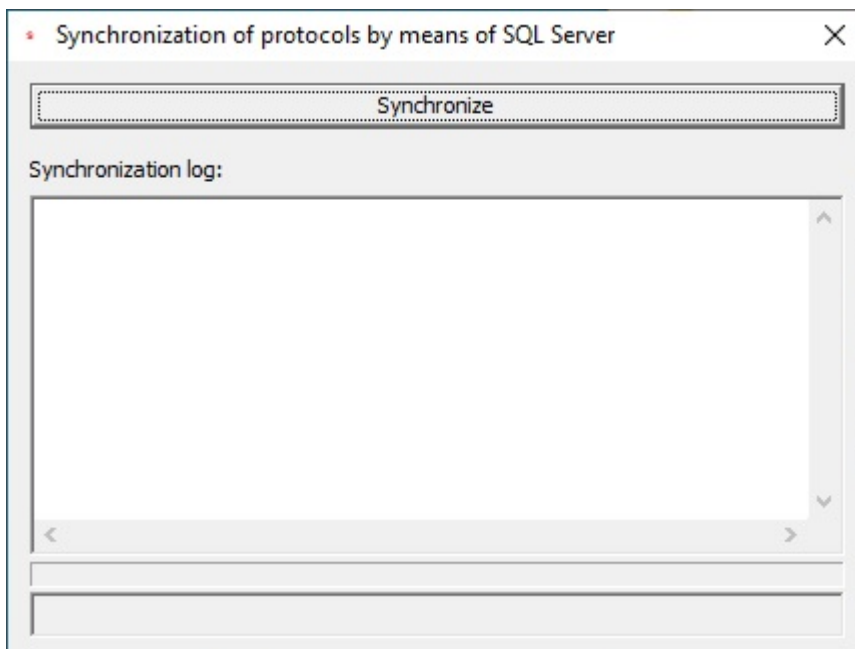 Synchronization of protocols by means of SQL Server
Synchronize
Synchronization log: